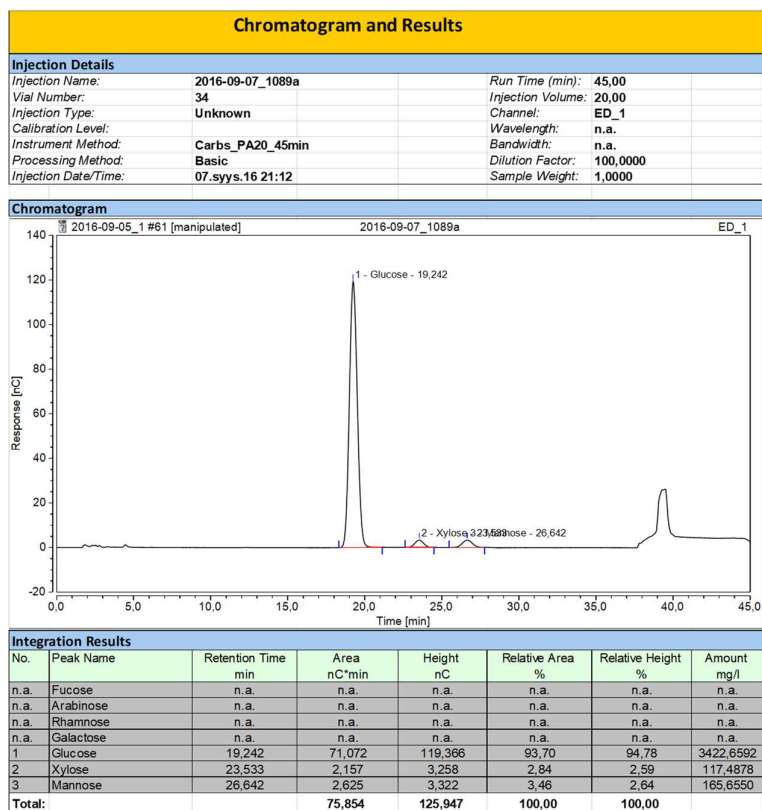 Chromatogram and Results
Injection Details
Injection Name: 2016-09-07_1089a Run Time (min): 45,00
Vial Number: 34 Injection Volume: 20,00
Injection Type: Unknown Channel: ED_1
Calibration Level: Wavelength: n.a.
Instrument Method: Carbs_PA20_45min Bandwidth: n.a.
Processing Method: Basic Dilution Factor: 100,0000
Injection Date/Time: 07.syys.16 21:12 Sample Weight: 1,0000
Chromatogram
2016-09-05_1 #61 [manipulated] 2016-09-07_1089a ED_1
140
120
100
80
60
40
20
0
-20
Response [nC]
1 - Glucose - 19,242
2 - Xylose - 23,533
3 - Mannose - 26,642
0,0 5,0 10,0 15,0 20,0 25,0 30,0 35,0 40,0 45,0
Time [min]
Integration Results
No. Peak Name Retention Time Area Height Relative Area Relative Height Amount
min nC*min nC % % mg/l
n.a. Fucose n.a. n.a. n.a. n.a. n.a. n.a.
n.a. Arabinose n.a. n.a. n.a. n.a. n.a. n.a.
n.a. Rhamnose n.a. n.a. n.a. n.a. n.a. n.a.
n.a. Galactose n.a. n.a. n.a. n.a. n.a. n.a.
1 Glucose 19,242 71,072 119,366 93,70 94,78 3422,6592
2 Xylose 23,533 2,157 3,258 2,84 2,59 117,4878
3 Mannose 26,642 2,625 3,322 3,46 2,64 165,6550
Total: 75,854 125,947 100,00 100,00